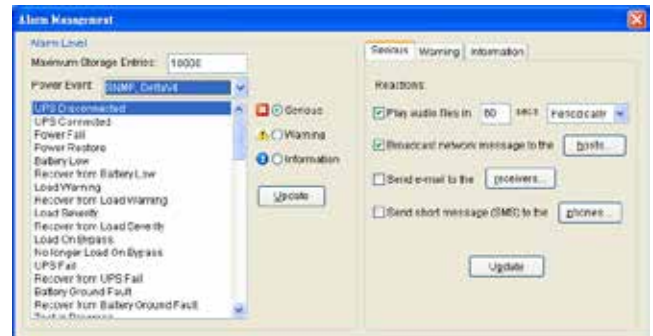 Alarm Management
Alarm Level
Maximum Storage Entries: 10000
Power Event: SNMP_DeltaV4
UPS Disconnected
UPS Connected
Power Fail
Power Restore
Battery Low
Recover from Battery Low
Load Warning
Recover from Load Warning
Load Severity
Recover from Load Severity
Load On Bypass
No longer Load On Bypass
UPS Fail
Recover from UPS Fail
Battery Ground Fault
Recover from Battery Ground Fault
Test in Progress
Serious
Warning
Information
Update
Serious Warning Information
Reactions:
Play audio files in 60 secs Periodically
Broadcast network message to the hosts...
Send e-mail to the receivers...
Send short message (SMS) to the phones...
Update